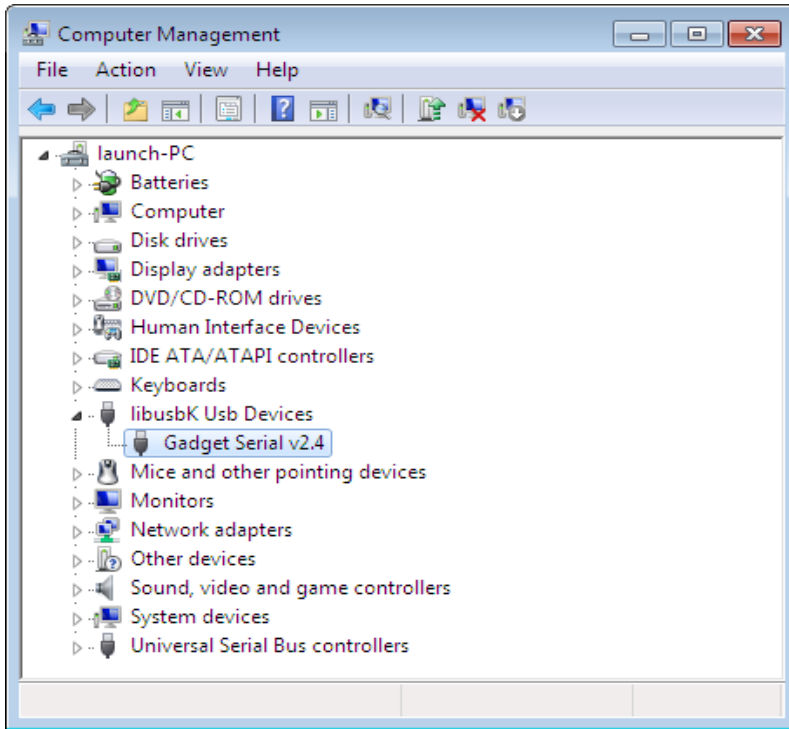 Computer Management
File Action View Help
launch-PC
Batteries
Computer
Disk drives
Display adapters
DVD/CD-ROM drives
Human Interface Devices
IDE ATA/ATAPI controllers
Keyboards
libusbK Usb Devices
Gadget Serial v2.4
Mice and other pointing devices
Monitors
Network adapters
Other devices
Sound, video and game controllers
System devices
Universal Serial Bus controllers